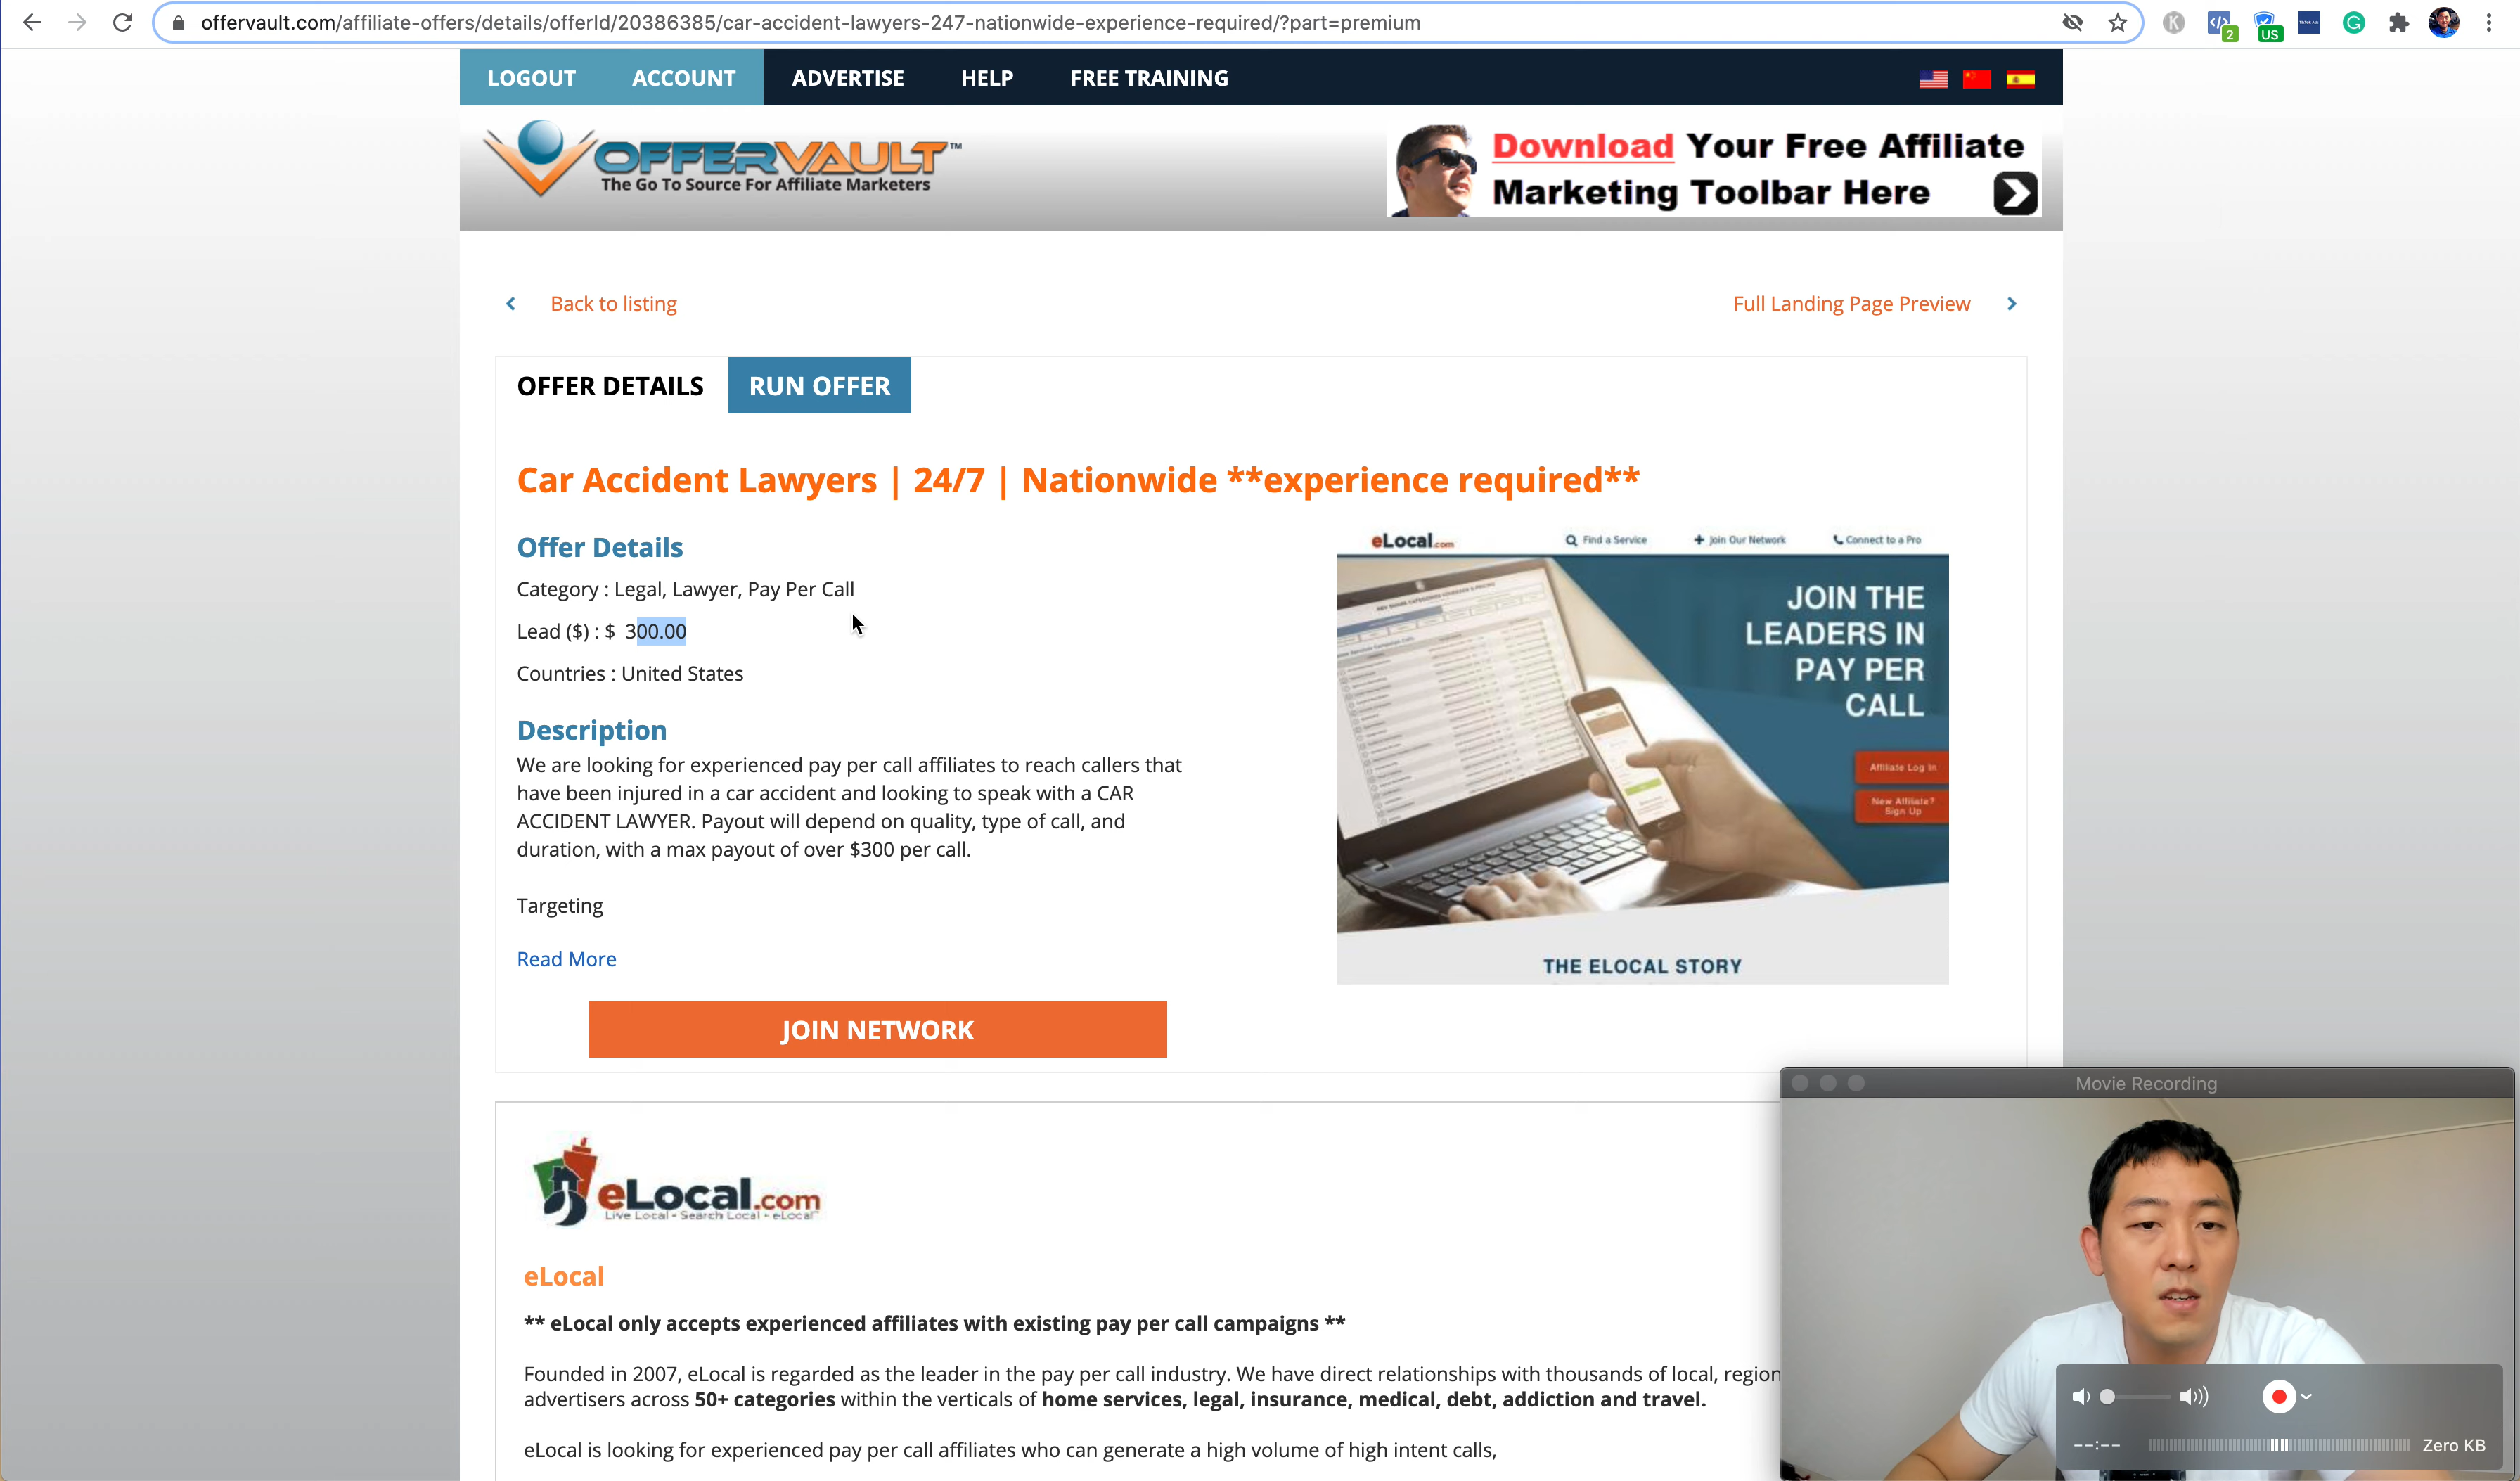 offervault.com/affiliate-offers/details/offerId/20386385/car-accident-lawyers-247-nationwide-experience-required/?part=premium
K
2
US
G
LOGOUT ACCOUNT ADVERTISE HELP FREE TRAINING
OFFERVAULT™
The Go To Source For Affiliate Marketers
Download Your Free Affiliate
Marketing Toolbar Here
Back to listing
Full Landing Page Preview
OFFER DETAILS RUN OFFER
Car Accident Lawyers | 24/7 | Nationwide **experience required**
Offer Details
Category : Legal, Lawyer, Pay Per Call
Lead ($) : $ 300.00
Countries : United States
Description
We are looking for experienced pay per call affiliates to reach callers that
have been injured in a car accident and looking to speak with a CAR
ACCIDENT LAWYER. Payout will depend on quality, type of call, and
duration, with a max payout of over $300 per call.
Targeting
Read More
JOIN NETWORK
eLocal.com Find a Service Join Our Network Connect to a Pro
JOIN THE
LEADERS IN
PAY PER
CALL
Affiliate Log In
New Affiliate?
Sign Up
THE ELOCAL STORY
eLocal.com
Live Local - Search Local - eLocal
eLocal
** eLocal only accepts experienced affiliates with existing pay per call campaigns **
Founded in 2007, eLocal is regarded as the leader in the pay per call industry. We have direct relationships with thousands of local, region
advertisers across 50+ categories within the verticals of home services, legal, insurance, medical, debt, addiction and travel.
eLocal is looking for experienced pay per call affiliates who can generate a high volume of high intent calls,
Movie Recording
--:-- Zero KB